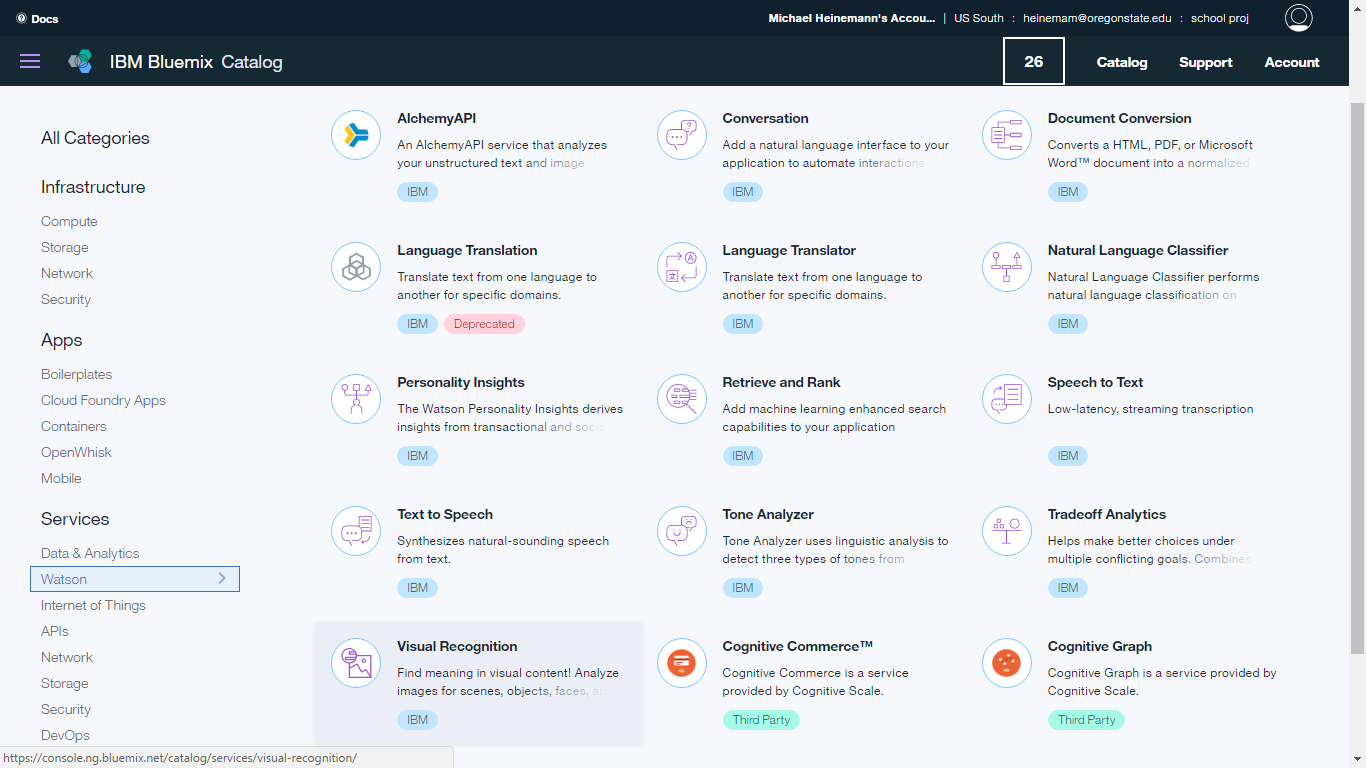 Docs
Michael Heinemann's Accou... | US South : heinemam@oregonstate.edu : school proj
IBM Bluemix Catalog
26
Catalog
Support
Account
All Categories
Infrastructure
Compute
Storage
Network
Security
Apps
Boilerplates
Cloud Foundry Apps
Containers
OpenWhisk
Mobile
Services
Data & Analytics
Watson
Internet of Things
APIs
Network
Storage
Security
DevOps
AlchemyAPI
An AlchemyAPI service that analyzes
your unstructured text and image
IBM
Conversation
Add a natural language interface to your
application to automate interactions
IBM
Document Conversion
Converts a HTML, PDF, or Microsoft
Word™ document into a normalized
IBM
Language Translation
Translate text from one language to
another for specific domains.
IBM
Deprecated
Language Translator
Translate text from one language to
another for specific domains.
IBM
Natural Language Classifier
Natural Language Classifier performs
natural language classification on
IBM
Personality Insights
The Watson Personality Insights derives
insights from transactional and
IBM
Retrieve and Rank
Add machine learning enhanced search
capabilities to your application
IBM
Speech to Text
Low-latency, streaming transcription
IBM
Text to Speech
Synthesizes natural-sounding speech
from text.
IBM
Tone Analyzer
Tone Analyzer uses linguistic analysis to
detect three types of tones from
IBM
Tradeoff Analytics
Helps make better choices under
multiple conflicting goals. Combines
IBM
Visual Recognition
Find meaning in visual content! Analyze
images for scenes, objects, faces,
IBM
Cognitive Commerce™
Cognitive Commerce is a service
provided by Cognitive Scale.
Third Party
Cognitive Graph
Cognitive Graph is a service provided by
Cognitive Scale.
Third Party
https://console.ng.bluemix.net/catalog/services/visual-recognition/